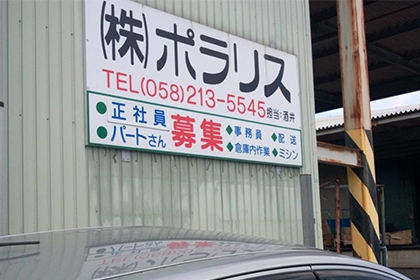 (株)ポラリス
TEL(058)213-5545 担当:酒井
●正社員
●パートさん
募集
◆事務員 ◆配送
◆倉庫内作業 ◆ミシン